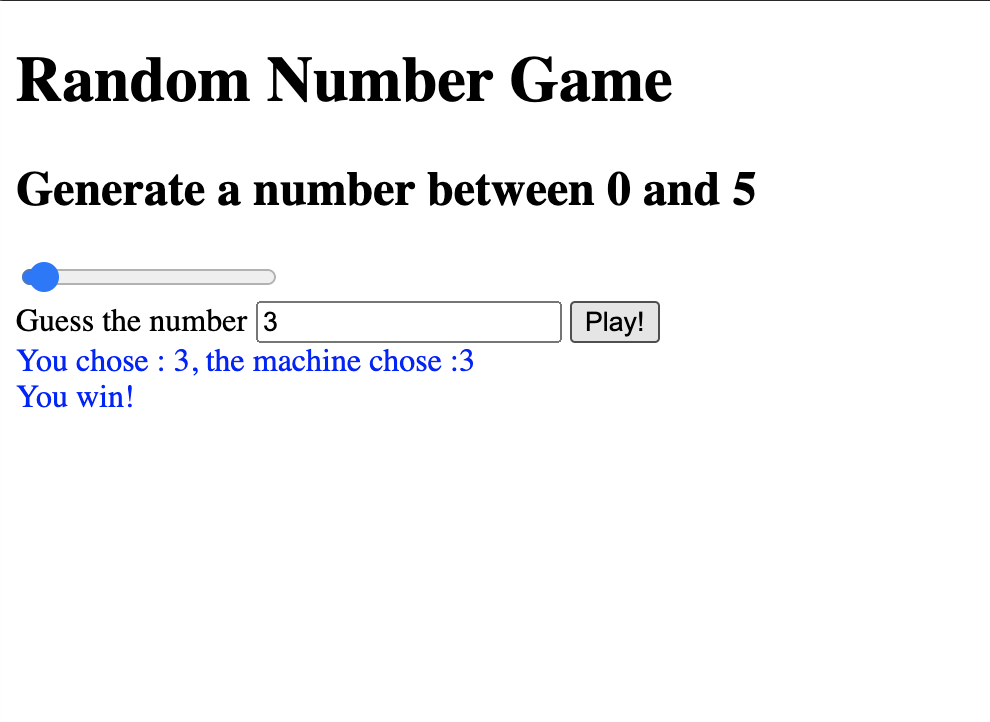 Random Number Game
Generate a number between 0 and 5
Guess the number 3 Play!
You chose : 3, the machine chose :3
You win!